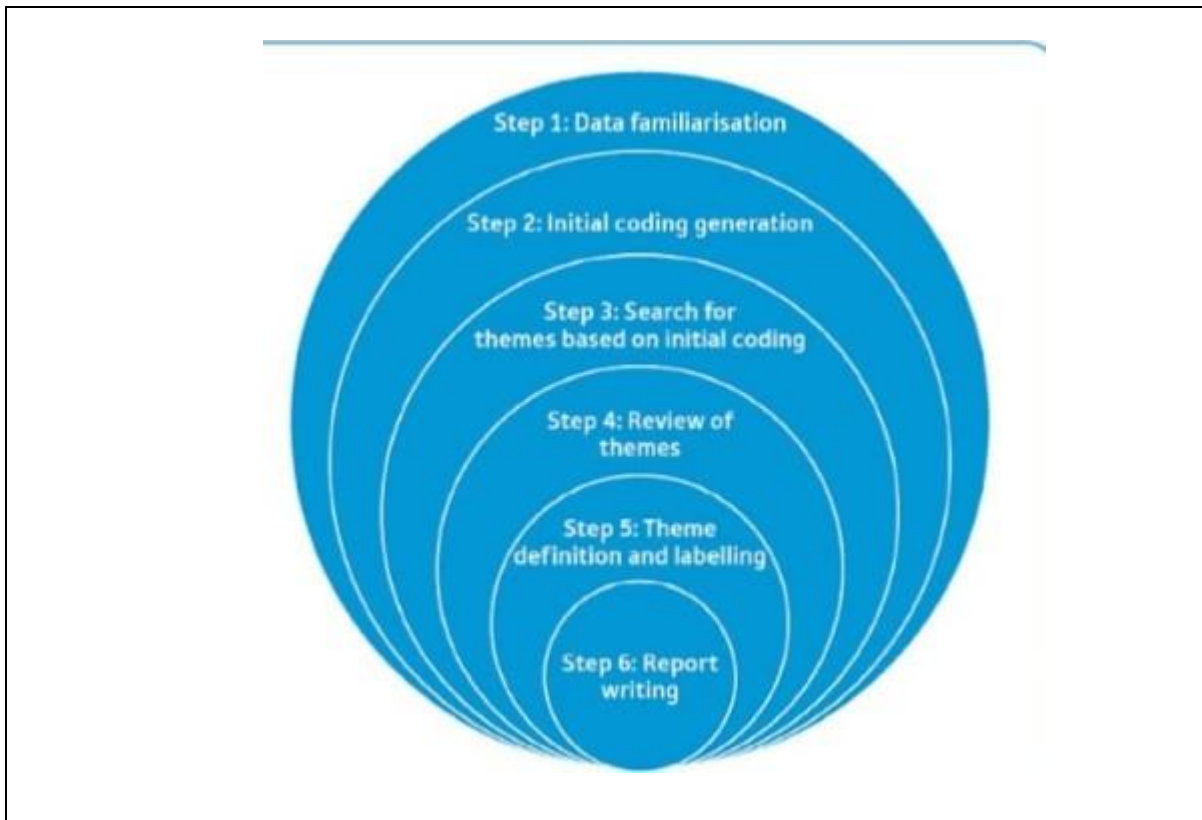 Step 1: Data familiarisation
Step 2: Initial coding generation
Step 3: Search for
themes based on initial coding
Step 4: Review of
themes
Step 5: Theme
definition and labelling
Step 6: Report
writing